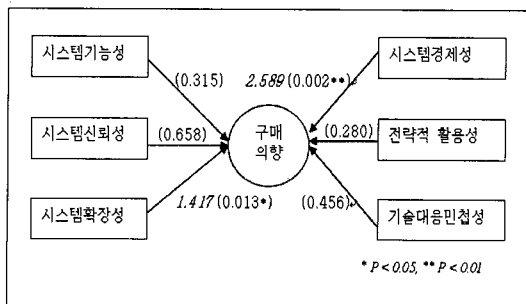 시스템기능성
(0.315)
2.589 (0.002**)
시스템경제성
시스템신뢰성
(0.658)
구매
의향
(0.280)
전략적 활용성
시스템확장성
1.417 (0.013*)
(0.456)
기술대응민첩성
* P < 0.05, ** P < 0.01